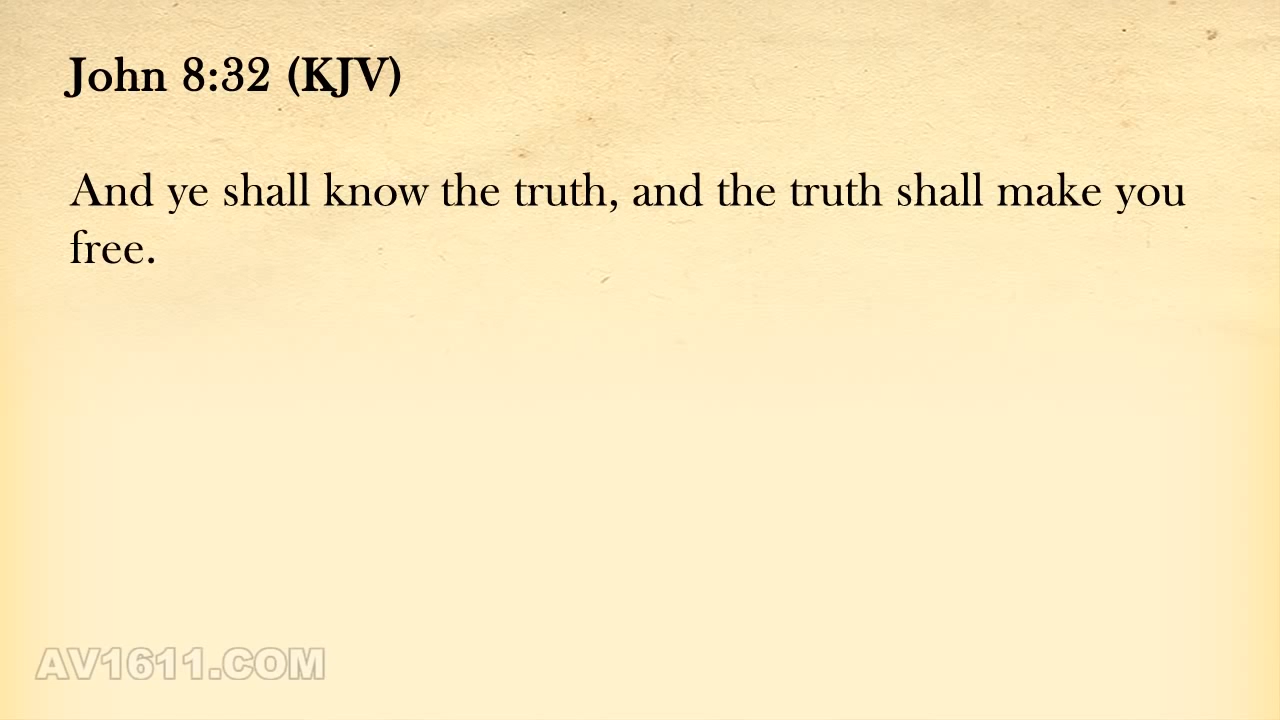 John 8:32 (KJV)
And ye shall know the truth, and the truth shall make you
free.
AV1611.COM